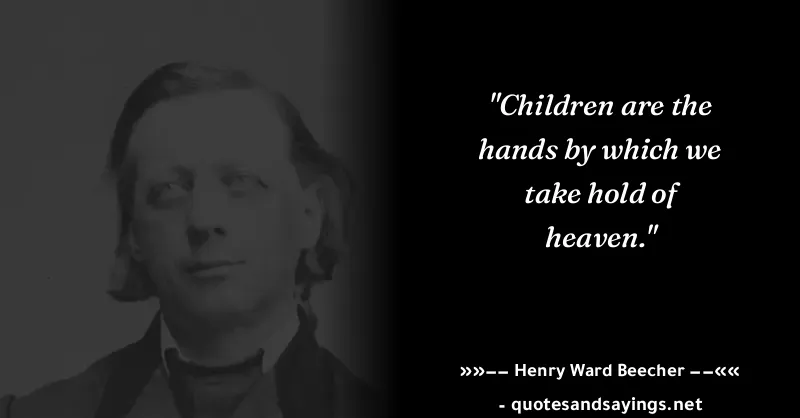 "Children are the
hands by which we
take hold of
heaven."
»»–– Henry Ward Beecher ––««
- quotesandsayings.net